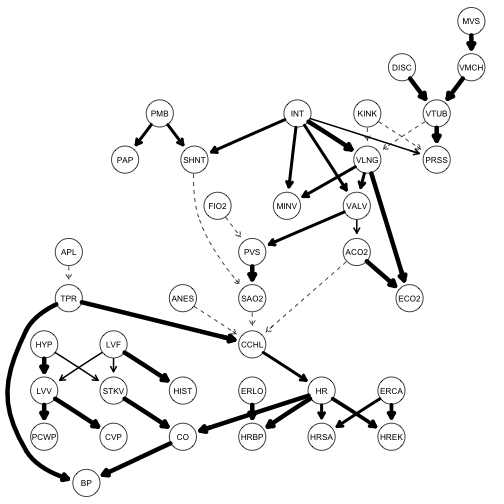 MVS
DISC VMCH
PMB INT KINK VTUB
PAP SHNT VLNG PRSS
FIO2 MINV VALV
APL PVS ACO2
TPR ANES SAO2 ECO2
HYP LVF CCHL
LVV STKV HIST ERLO HR ERCA
PCWP CVP CO HRBP HRSA HREK
BP